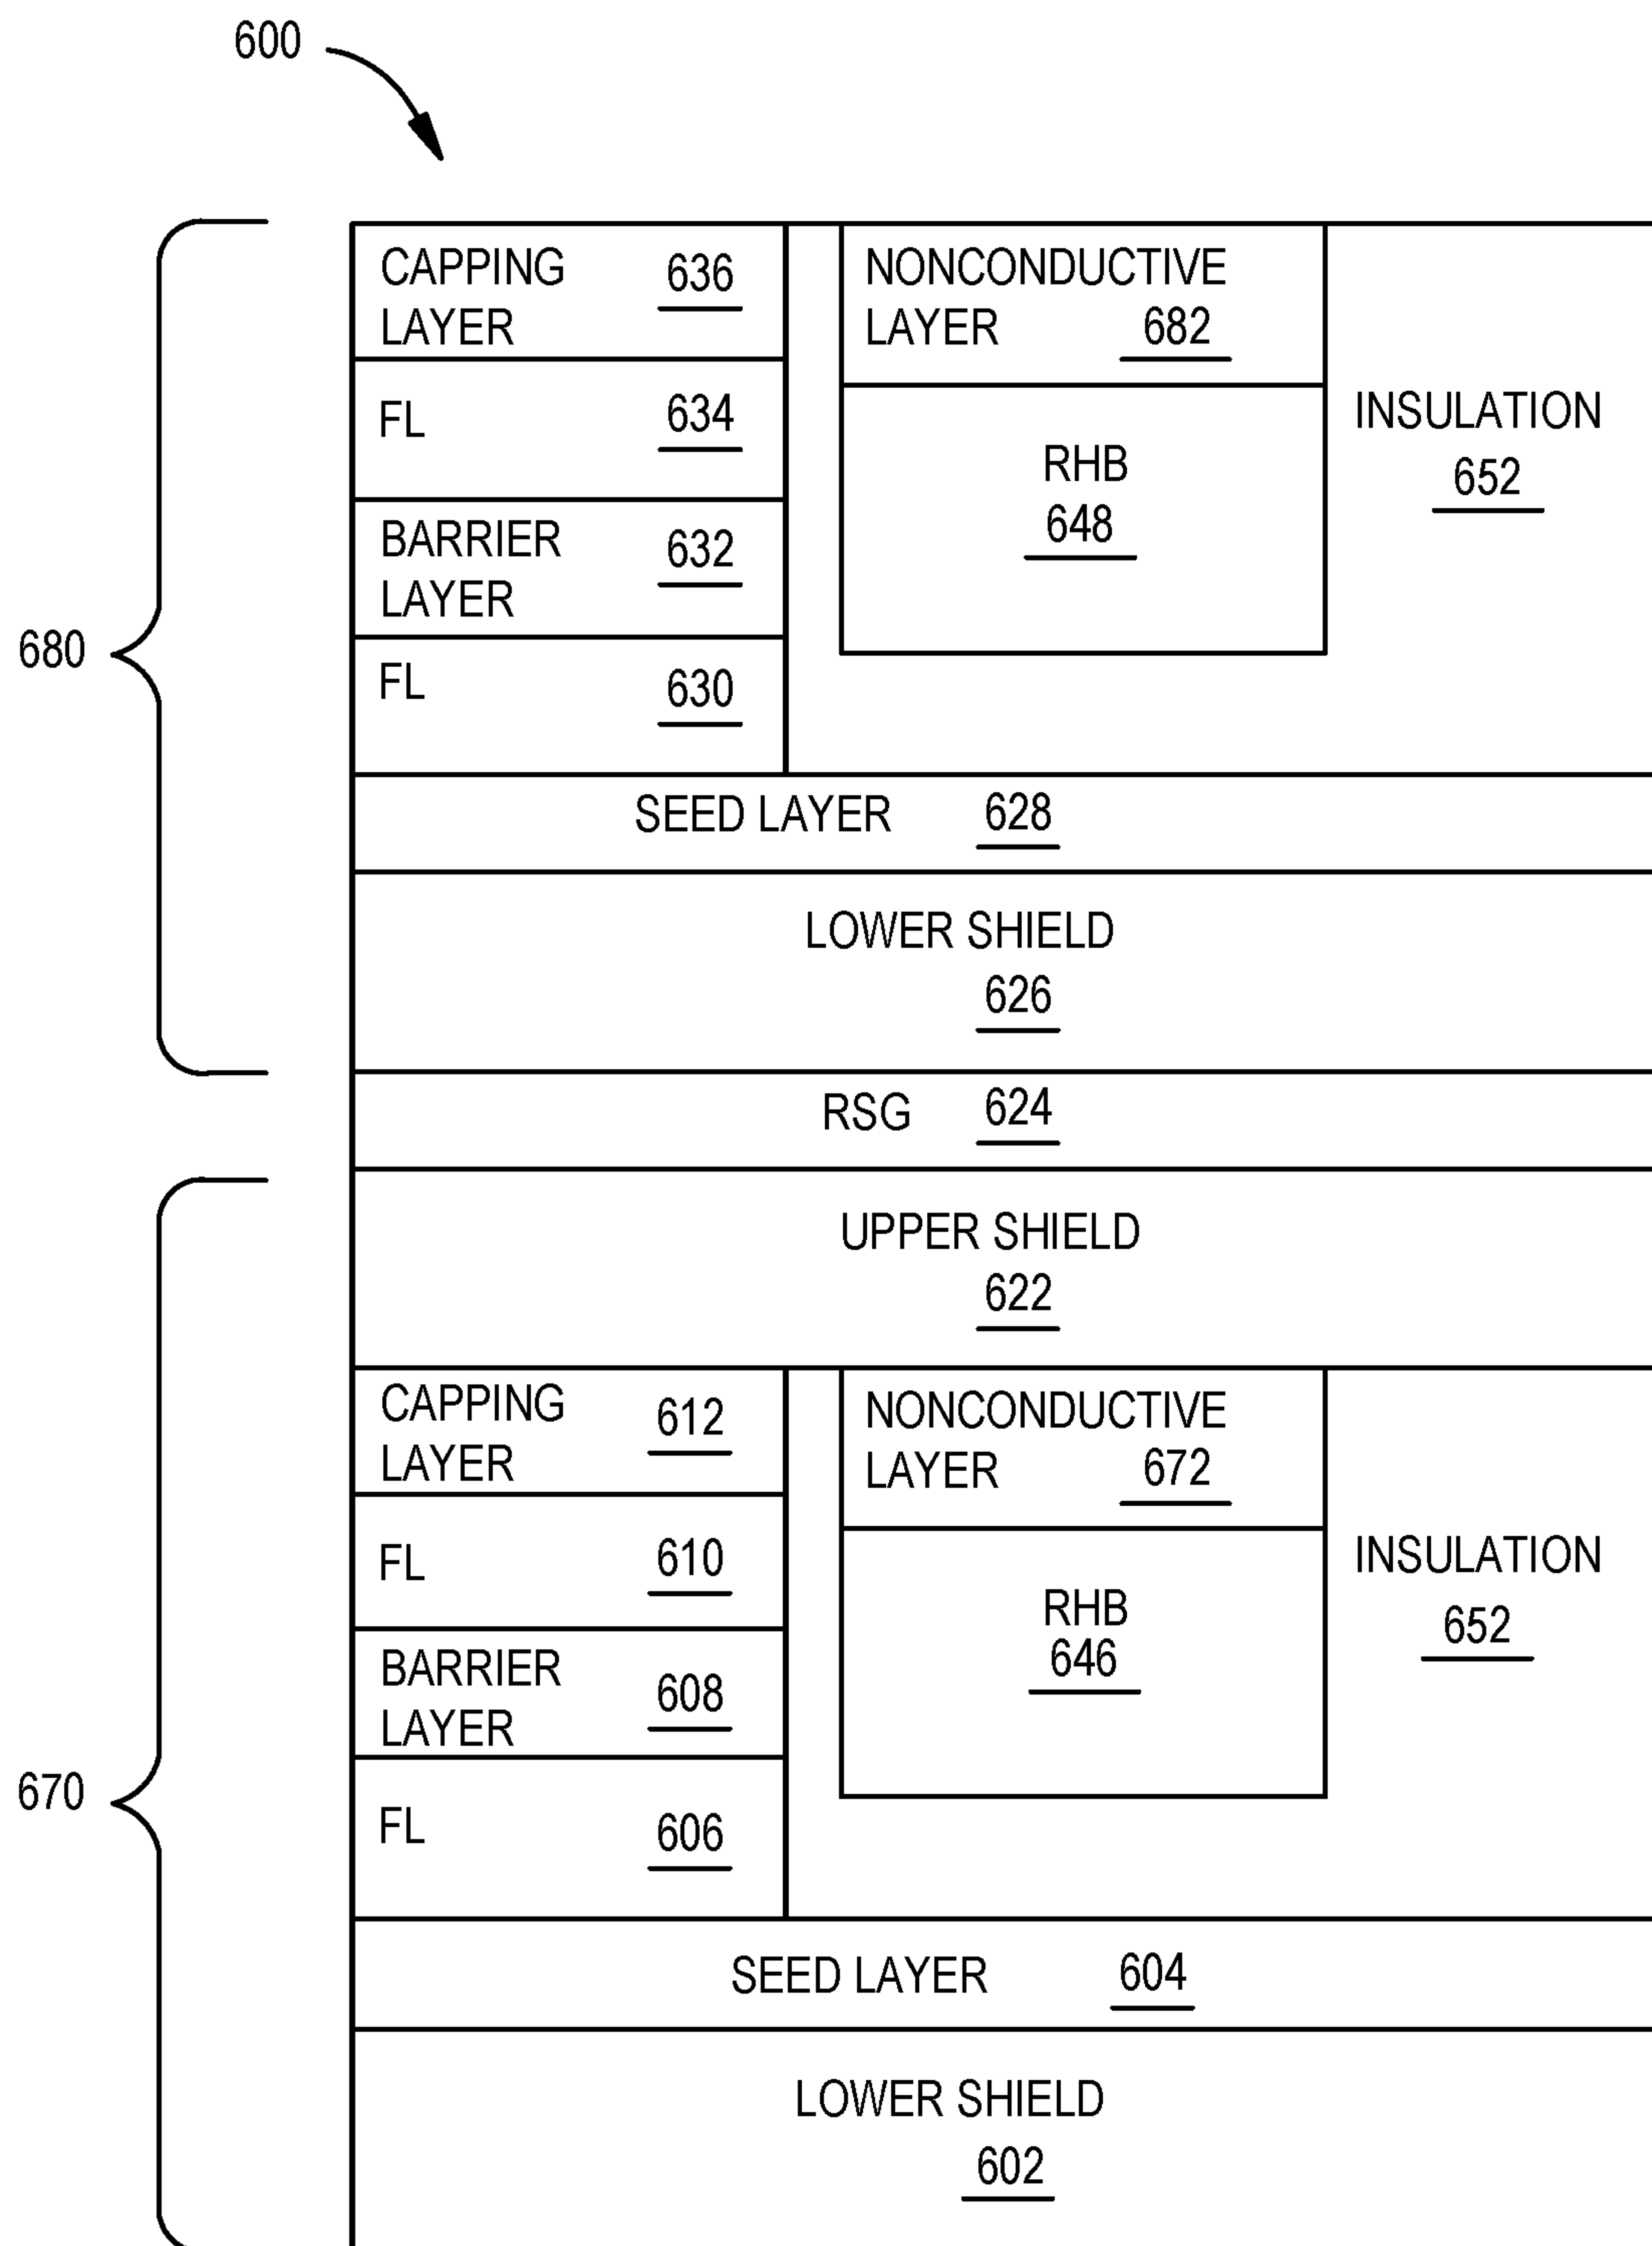 600
CAPPING
LAYER 636
NONCONDUCTIVE
LAYER 682
FL 634
INSULATION
652
RHB
648
BARRIER
LAYER 632
680
FL 630
SEED LAYER 628
LOWER SHIELD
626
RSG 624
UPPER SHIELD
622
CAPPING
LAYER 612
NONCONDUCTIVE
LAYER 672
FL 610
INSULATION
652
RHB
646
BARRIER
LAYER 608
670
FL 606
SEED LAYER 604
LOWER SHIELD
602